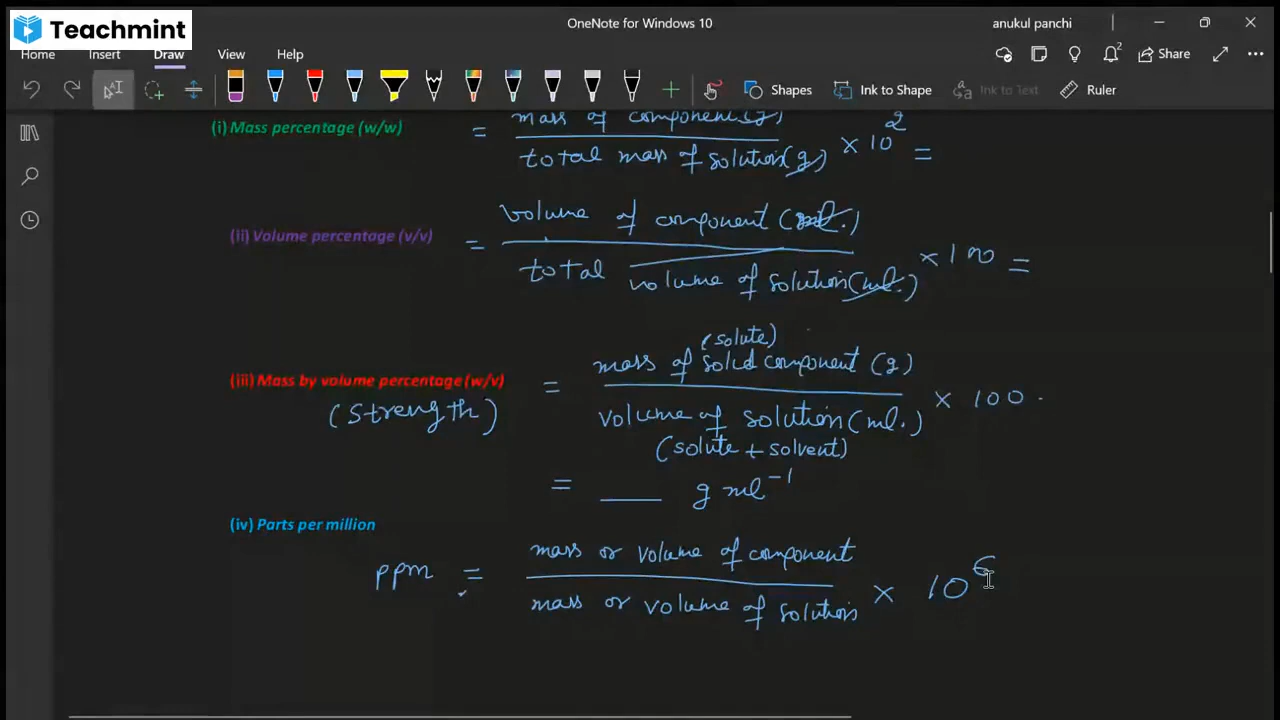 Teachmint
OneNote for Windows 10
anukul panchi
Home Insert Draw View Help
2 Share
Shapes Ink to Shape Ink to Text Ruler
(i) Mass percentage (w/w) = mass of component (g) / total mass of solution (g) × 10² =
(ii) Volume percentage (v/v) = volume of component (ml.) / total volume of solution (ml.) × 100 =
(solute)
(iii) Mass by volume percentage (w/v) = mass of solid component (g) / volume of solution (ml.) × 100 .
(Strength)
(solute + solvent)
= ___ g ml⁻¹
(iv) Parts per million
ppm = mass or volume of component / mass or volume of solution × 10⁶